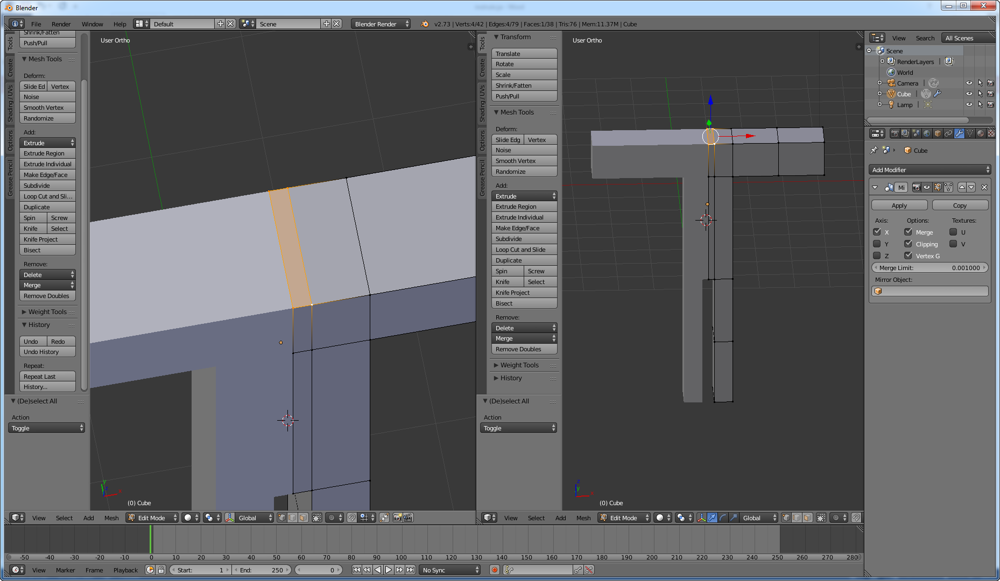 Blender
File Render Window Help Default Scene Blender Render v2.73 | Verts:4/42 | Edges:4/79 | Faces:1/38 | Tris:76 | Mem:11.37M | Cube
Tools
Create
Shading / UVs
Options
Grease Pencil
Shrink/Fatten
Push/Pull
Mesh Tools
Deform:
Slide Ed Vertex
Noise
Smooth Vertex
Randomize
Add:
Extrude
Extrude Region
Extrude Individual
Make Edge/Face
Subdivide
Loop Cut and Sli...
Duplicate
Spin Screw
Knife Select
Knife Project
Bisect
Remove:
Delete
Merge
Remove Doubles
Weight Tools
History
Undo Redo
Undo History
Repeat:
Repeat Last
History...
(De)select All
Action
Toggle
User Ortho
(0) Cube
View Select Add Mesh Edit Mode Global
Tools
Create
Shading / UVs
Options
Grease Pencil
Transform
Translate
Rotate
Scale
Shrink/Fatten
Push/Pull
Mesh Tools
Deform:
Slide Edg Vertex
Noise
Smooth Vertex
Randomize
Add:
Extrude
Extrude Region
Extrude Individual
Make Edge/Face
Subdivide
Loop Cut and Slide
Duplicate
Spin Screw
Knife Select
Knife Project
Bisect
Remove:
Delete
Merge
Remove Doubles
Weight Tools
History
(De)select All
Action
Toggle
User Ortho
(0) Cube
View Select Add Mesh Edit Mode Global
View Search All Scenes
Scene
RenderLayers
World
Camera
Cube
Lamp
Cube
Add Modifier
Mi
Apply Copy
Axis: Options: Textures:
X Merge U
Y Clipping V
Z Vertex G
Merge Limit: 0.001000
Mirror Object:
-50 -40 -30 -20 -10 0 10 20 30 40 50 60 70 80 90 100 110 120 130 140 150 160 170 180 190 200 210 220 230 240 250 260 270 280
View Marker Frame Playback Start: 1 End: 250 0 No Sync